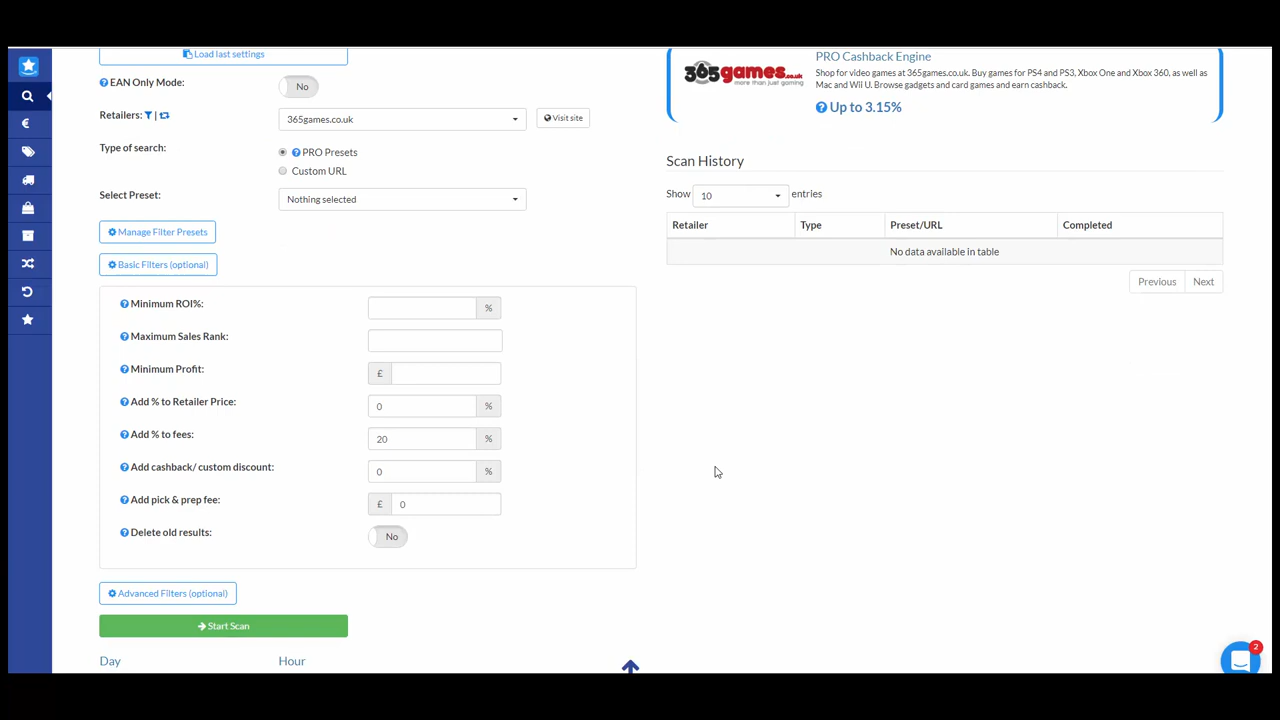 Load last settings
EAN Only Mode:
No
Retailers: |
365games.co.uk
Visit site
Type of search:
PRO Presets
Custom URL
Select Preset:
Nothing selected
Manage Filter Presets
Basic Filters (optional)
Minimum ROI%:
%
Maximum Sales Rank:
Minimum Profit:
£
Add % to Retailer Price:
0
%
Add % to fees:
20
%
Add cashback/ custom discount:
0
%
Add pick & prep fee:
£
0
Delete old results:
No
Advanced Filters (optional)
Start Scan
Day
Hour
365games.co.uk
more than just gaming
PRO Cashback Engine
Shop for video games at 365games.co.uk. Buy games for PS4 and PS3, Xbox One and Xbox 360, as well as
Mac and Wii U. Browse gadgets and card games and earn cashback.
Up to 3.15%
Scan History
Show 10 entries
Retailer Type Preset/URL Completed
No data available in table
Previous Next
2